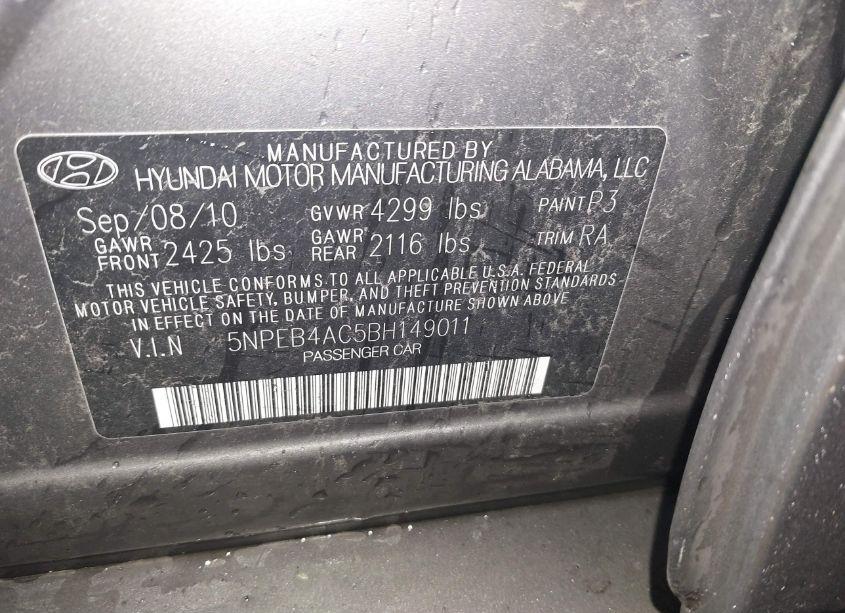 MANUFACTURED BY
HYUNDAI MOTOR MANUFACTURING ALABAMA, LLC
Sep/08/10 GVWR 4299 lbs PAINT P3
GAWR FRONT 2425 lbs GAWR REAR 2116 lbs TRIM RA
THIS VEHICLE CONFORMS TO ALL APPLICABLE U.S.A. FEDERAL
MOTOR VEHICLE SAFETY, BUMPER, AND THEFT PREVENTION STANDARDS
IN EFFECT ON THE DATE OF MANUFACTURE SHOWN ABOVE
V.I.N 5NPEB4AC5BH149011
PASSENGER CAR